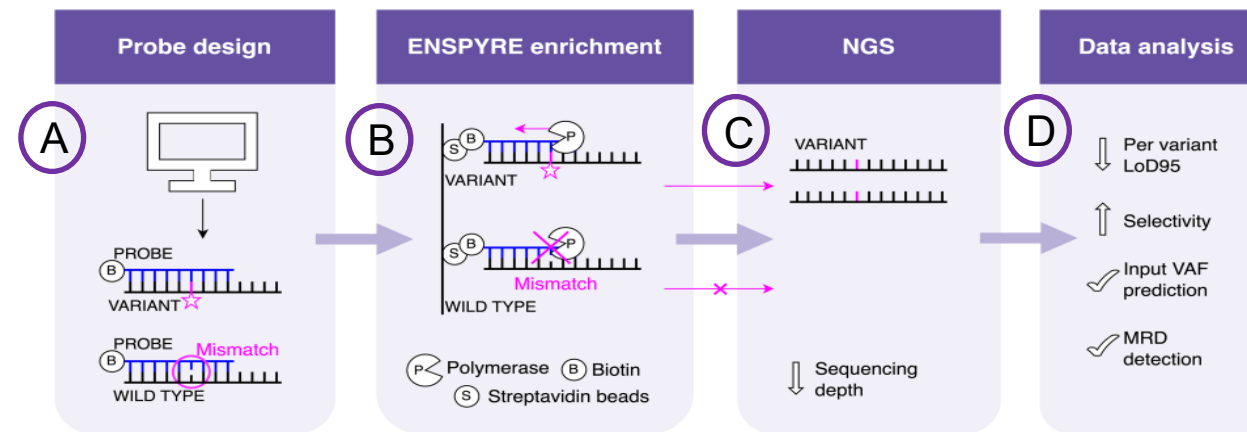 Probe design
ENSPYRE enrichment
NGS
Data analysis
A
B
C
D
PROBE
B
VARIANT
PROBE
Mismatch
B
WILD TYPE
B
P
S
VARIANT
B
P
S
Mismatch
WILD TYPE
P Polymerase B Biotin
S Streptavidin beads
VARIANT
Sequencing
depth
Per variant
LoD95
Selectivity
Input VAF
prediction
MRD
detection